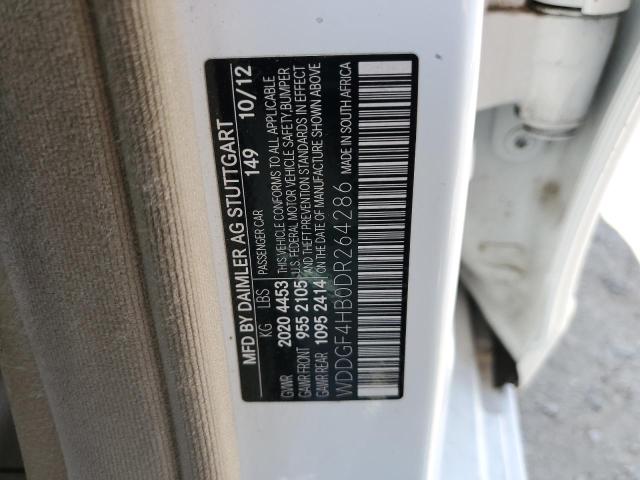 MFD BY DAIMLER AG STUTTGART
149 10/12
KG LBS PASSENGER CAR
GVWR 2020 4453 THIS VEHICLE CONFORMS TO ALL APPLICABLE
GAWR FRONT 955 2105 U.S. FEDERAL MOTOR VEHICLE SAFETY,BUMPER
AND THEFT PREVENTION STANDARDS IN EFFECT
GAWR REAR 1095 2414 ON THE DATE OF MANUFACTURE SHOWN ABOVE
WDDGF4HB0DR264286 MADE IN SOUTH AFRICA